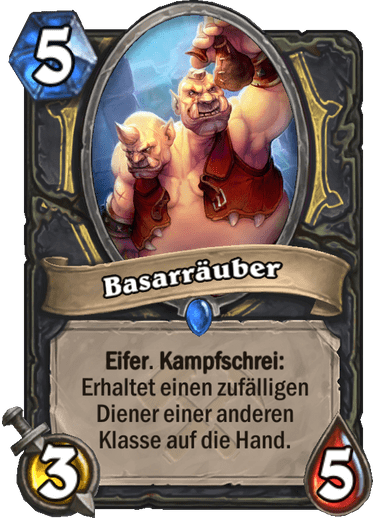 5
Basarräuber
Eifer. Kampfschrei:
Erhaltet einen zufälligen
Diener einer anderen
Klasse auf die Hand.
3
5